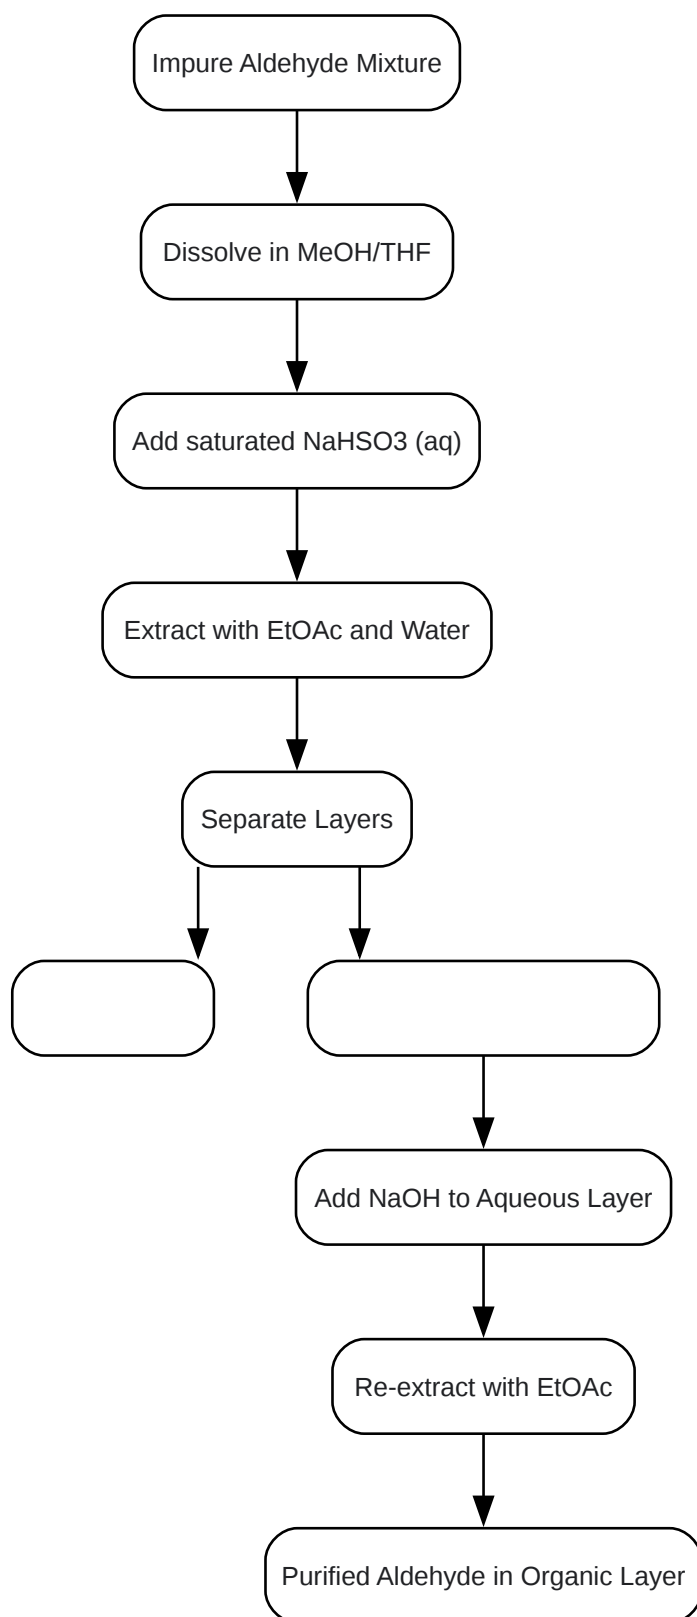 Impure Aldehyde Mixture
Dissolve in MeOH/THF
Add saturated NaHSO3 (aq)
Extract with EtOAc and Water
Separate Layers
Add NaOH to Aqueous Layer
Re-extract with EtOAc
Purified Aldehyde in Organic Layer